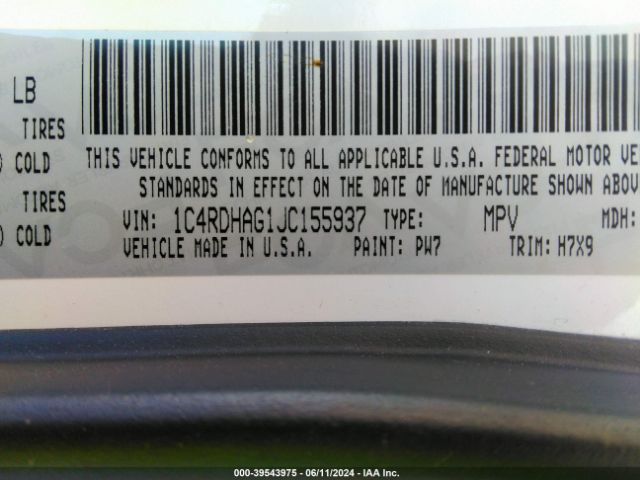 LB
TIRES
COLD
TIRES
COLD
THIS VEHICLE CONFORMS TO ALL APPLICABLE U.S.A. FEDERAL MOTOR VE
STANDARDS IN EFFECT ON THE DATE OF MANUFACTURE SHOWN ABOV
VIN: 1C4RDHAG1JC155937 TYPE: MPV MDH:
VEHICLE MADE IN U.S.A. PAINT: PW7 TRIM: H7X9
000-39543975 - 06/11/2024 - IAA Inc.